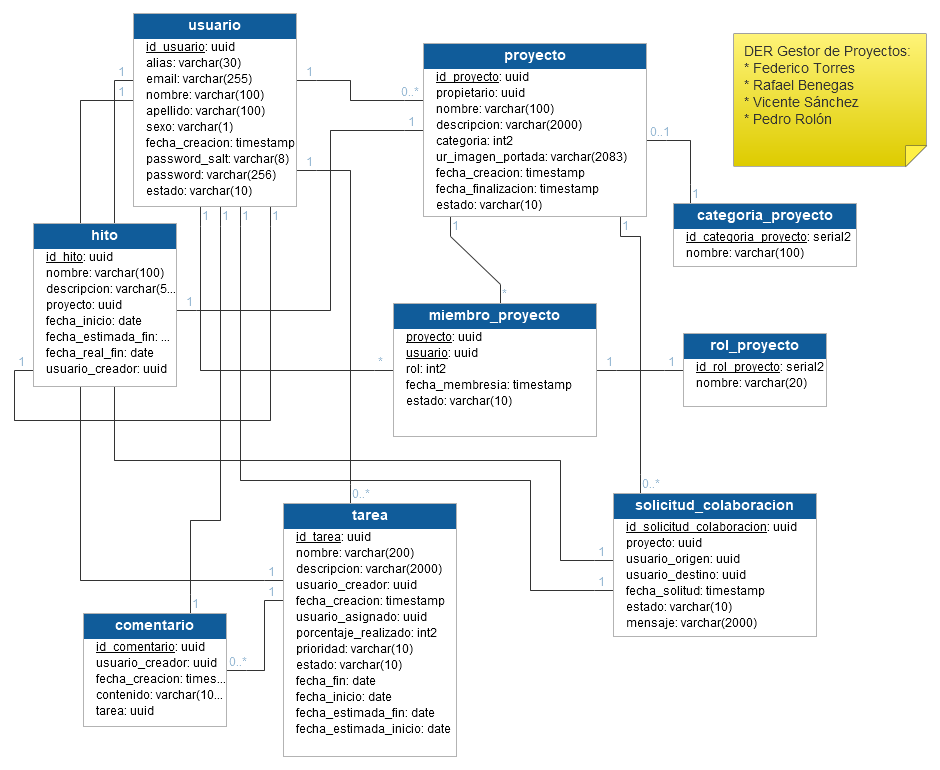 usuario
id_usuario: uuid
alias: varchar(30)
email: varchar(255)
nombre: varchar(100)
apellido: varchar(100)
sexo: varchar(1)
fecha_creacion: timestamp
password_salt: varchar(8)
password: varchar(256)
estado: varchar(10)
proyecto
id_proyecto: uuid
propietario: uuid
nombre: varchar(100)
descripcion: varchar(2000)
categoria: int2
ur_imagen_portada: varchar(2083)
fecha_creacion: timestamp
fecha_finalizacion: timestamp
estado: varchar(10)
DER Gestor de Proyectos:
* Federico Torres
* Rafael Benegas
* Vicente Sánchez
* Pedro Rolón
1
1
1
0..*
1
1
0..1
1
categoria_proyecto
id_categoria_proyecto: serial2
nombre: varchar(100)
1
1
1
1
1
1
hito
id_hito: uuid
nombre: varchar(100)
descripcion: varchar(5...
proyecto: uuid
fecha_inicio: date
fecha_estimada_fin: ...
fecha_real_fin: date
usuario_creador: uuid
1
1
*
*
miembro_proyecto
proyecto: uuid
usuario: uuid
rol: int2
fecha_membresia: timestamp
estado: varchar(10)
1
1
rol_proyecto
id_rol_proyecto: serial2
nombre: varchar(20)
0..*
0..*
tarea
id_tarea: uuid
nombre: varchar(200)
descripcion: varchar(2000)
usuario_creador: uuid
fecha_creacion: timestamp
usuario_asignado: uuid
porcentaje_realizado: int2
prioridad: varchar(10)
estado: varchar(10)
fecha_fin: date
fecha_inicio: date
fecha_estimada_fin: date
fecha_estimada_inicio: date
solicitud_colaboracion
id_solicitud_colaboracion: uuid
proyecto: uuid
usuario_origen: uuid
usuario_destino: uuid
fecha_solitud: timestamp
estado: varchar(10)
mensaje: varchar(2000)
1
1
1
1
1
0..*
comentario
id_comentario: uuid
usuario_creador: uuid
fecha_creacion: times...
contenido: varchar(10...
tarea: uuid